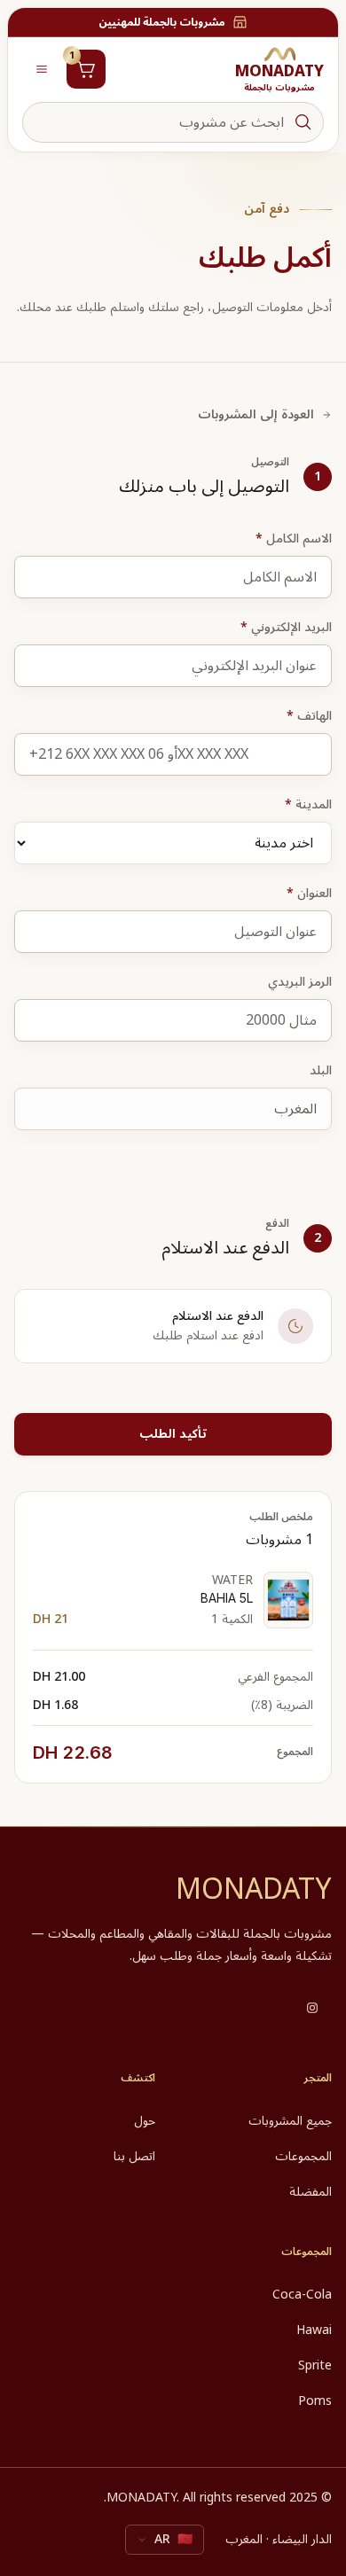 مشروبات بالجملة للمهنيين
MONADATY
مشروبات بالجملة
1
ابحث عن مشروب
دفع آمن
أكمل طلبك
أدخل معلومات التوصيل، راجع سلتك واستلم طلبك عند محلك.
العودة إلى المشروبات
1
التوصيل
التوصيل إلى باب منزلك
الاسم الكامل *
الاسم الكامل
البريد الإلكتروني *
عنوان البريد الإلكتروني
الهاتف *
+212 6XX XXX XXX أو 06XX XXX XXX
المدينة *
اختر مدينة
العنوان *
عنوان التوصيل
الرمز البريدي
مثال 20000
البلد
المغرب
2
الدفع
الدفع عند الاستلام
الدفع عند الاستلام
ادفع عند استلام طلبك
تأكيد الطلب
ملخص الطلب
1 مشروبات
WATER
BAHIA 5L
الكمية 1
21 DH
المجموع الفرعي
21.00 DH
الضريبة (8٪)
1.68 DH
المجموع
22.68 DH
MONADATY
مشروبات بالجملة للبقالات والمقاهي والمطاعم والمحلات —
تشكيلة واسعة وأسعار جملة وطلب سهل.
المتجر
جميع المشروبات
المجموعات
المفضلة
اكتشف
حول
اتصل بنا
المجموعات
Coca-Cola
Hawai
Sprite
Poms
© 2025 MONADATY. All rights reserved.
الدار البيضاء · المغرب
AR